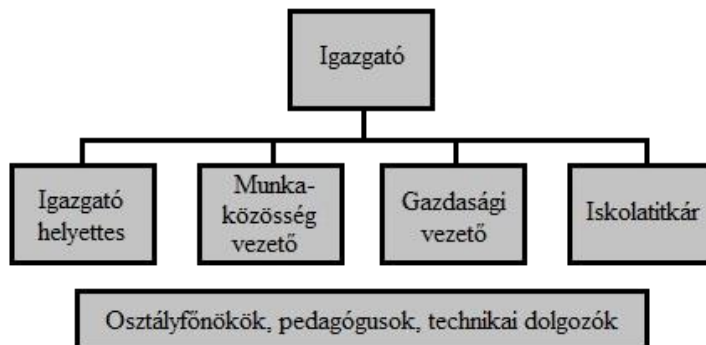 Igazgató
Igazgató
helyettes
Munka-
közösség
vezető
Gazdasági
vezető
Iskolatitkár
Osztályfőnökök, pedagógusok, technikai dolgozók